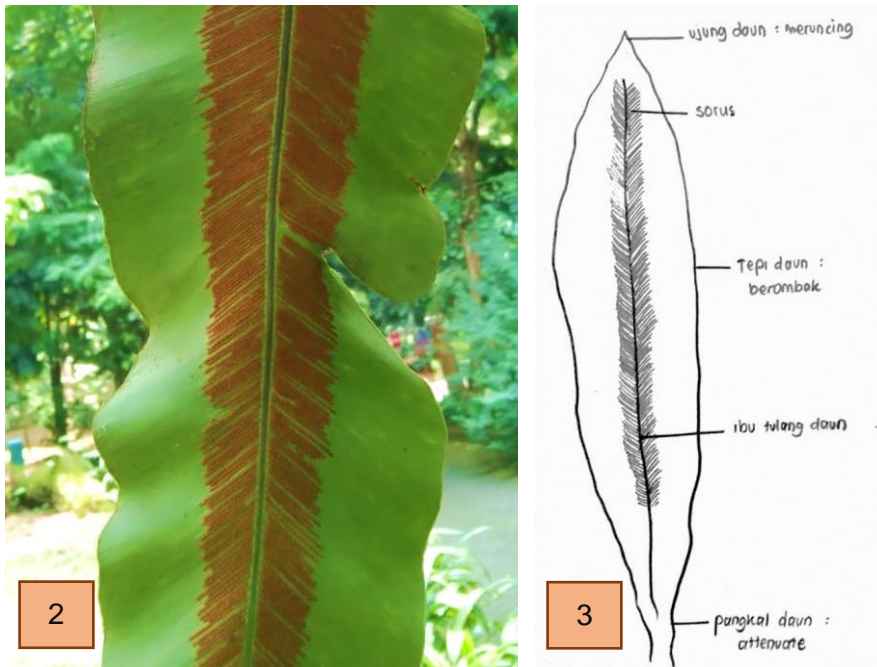 2
3
ujung daun : meruncing
sorus
Tepi daun :
berombak
ibu tulang daun
pangkal daun :
attenuate